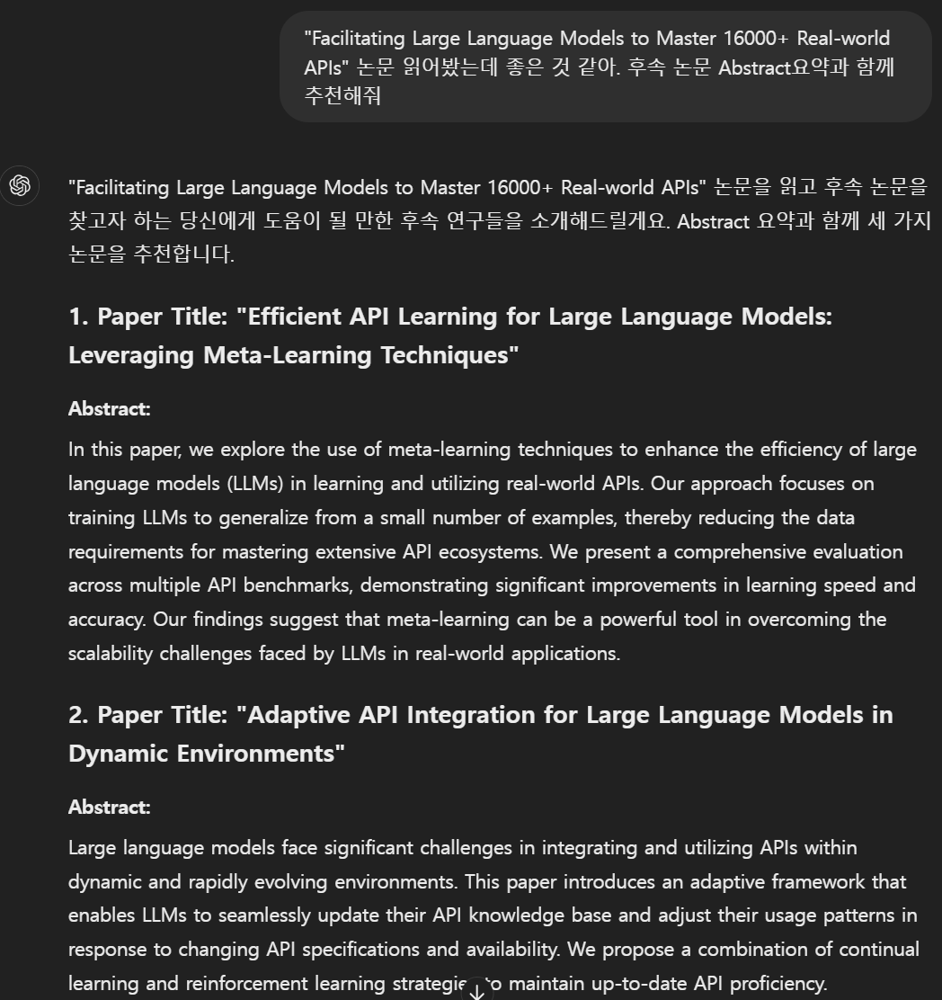 "Facilitating Large Language Models to Master 16000+ Real-world
APIs" 논문 읽어봤는데 좋은 것 같아. 후속 논문 Abstract요약과 함께
추천해줘
"Facilitating Large Language Models to Master 16000+ Real-world APIs" 논문을 읽고 후속 논문을
찾고자 하는 당신에게 도움이 될 만한 후속 연구들을 소개해드릴게요. Abstract 요약과 함께 세 가지
논문을 추천합니다.
1. Paper Title: "Efficient API Learning for Large Language Models:
Leveraging Meta-Learning Techniques"
Abstract:
In this paper, we explore the use of meta-learning techniques to enhance the efficiency of large
language models (LLMs) in learning and utilizing real-world APIs. Our approach focuses on
training LLMs to generalize from a small number of examples, thereby reducing the data
requirements for mastering extensive API ecosystems. We present a comprehensive evaluation
across multiple API benchmarks, demonstrating significant improvements in learning speed and
accuracy. Our findings suggest that meta-learning can be a powerful tool in overcoming the
scalability challenges faced by LLMs in real-world applications.
2. Paper Title: "Adaptive API Integration for Large Language Models in
Dynamic Environments"
Abstract:
Large language models face significant challenges in integrating and utilizing APIs within
dynamic and rapidly evolving environments. This paper introduces an adaptive framework that
enables LLMs to seamlessly update their API knowledge base and adjust their usage patterns in
response to changing API specifications and availability. We propose a combination of continual
learning and reinforcement learning strategies to maintain up-to-date API proficiency.